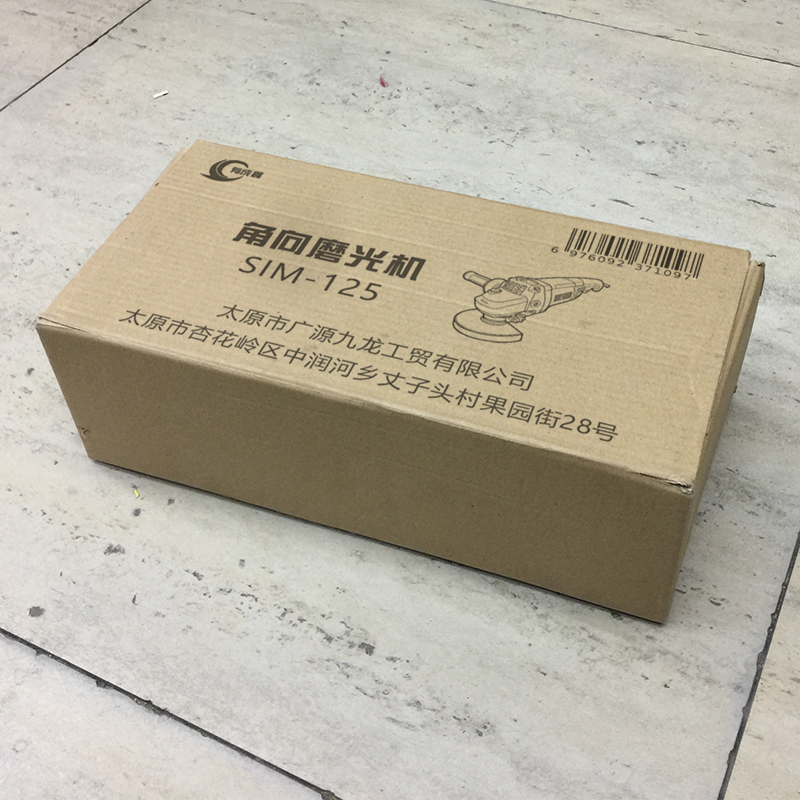 角向磨光机
SIM-125
6 976092 371097
太原市广源九龙工贸有限公司
太原市杏花岭区中润河乡丈子头村果园街28号